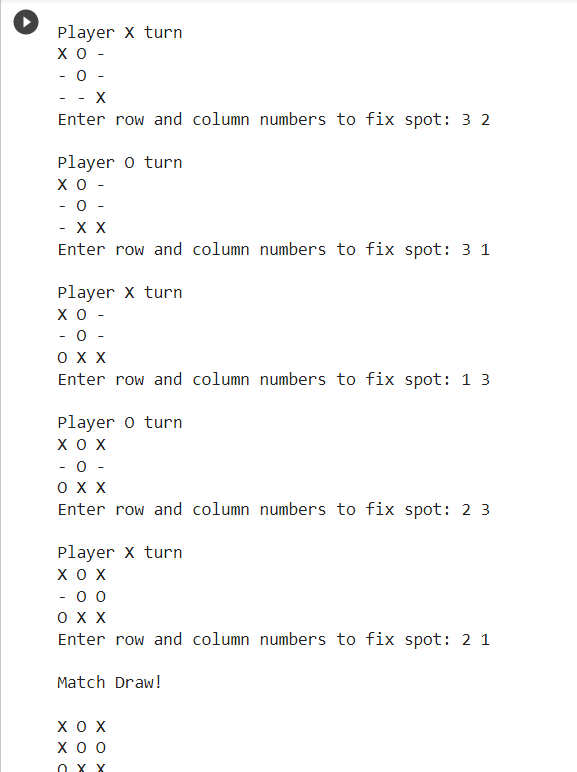 Player X turn
X O -
- O -
- - X
Enter row and column numbers to fix spot: 3 2
Player O turn
X O -
- O -
- X X
Enter row and column numbers to fix spot: 3 1
Player X turn
X O -
- O -
O X X
Enter row and column numbers to fix spot: 1 3
Player O turn
X O X
- O -
O X X
Enter row and column numbers to fix spot: 2 3
Player X turn
X O X
- O O
O X X
Enter row and column numbers to fix spot: 2 1
Match Draw!
X O X
X O O
O X X